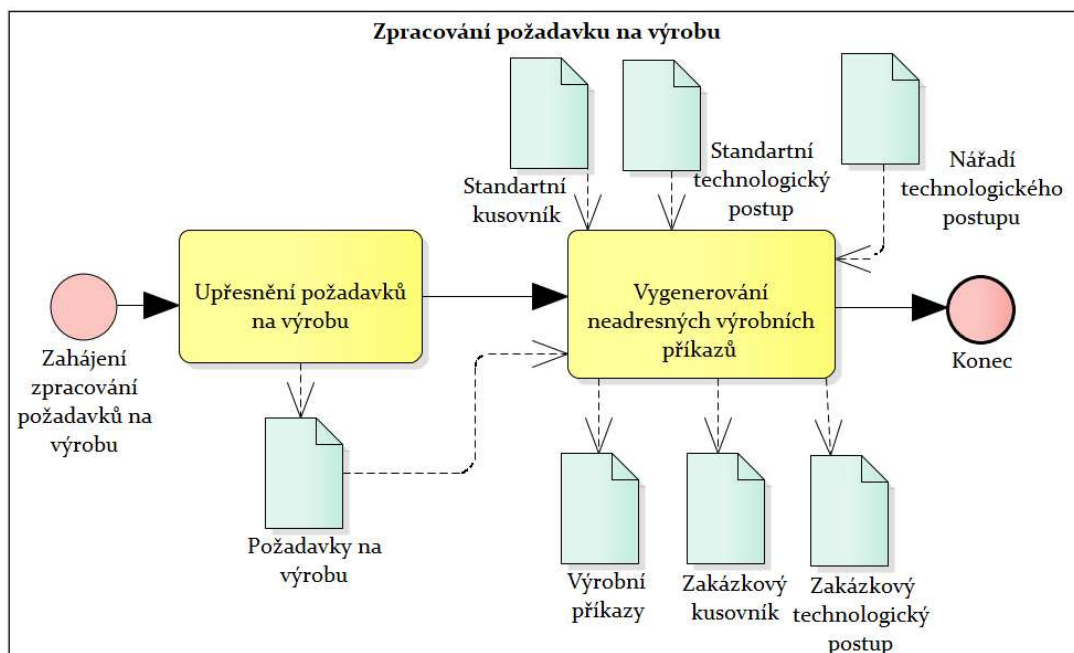 Zpracování požadavku na výrobu
Standartní
kusovník
Standartní
technologický
postup
Nářadí
technologického
postupu
Zahájení
zpracování
požadavků na
výrobu
Upřesnění požadavků
na výrobu
Vygenerování
neadresných výrobních
příkazů
Konec
Požadavky na
výrobu
Výrobní
příkazy
Zakázkový
kusovník
Zakázkový
technologický
postup